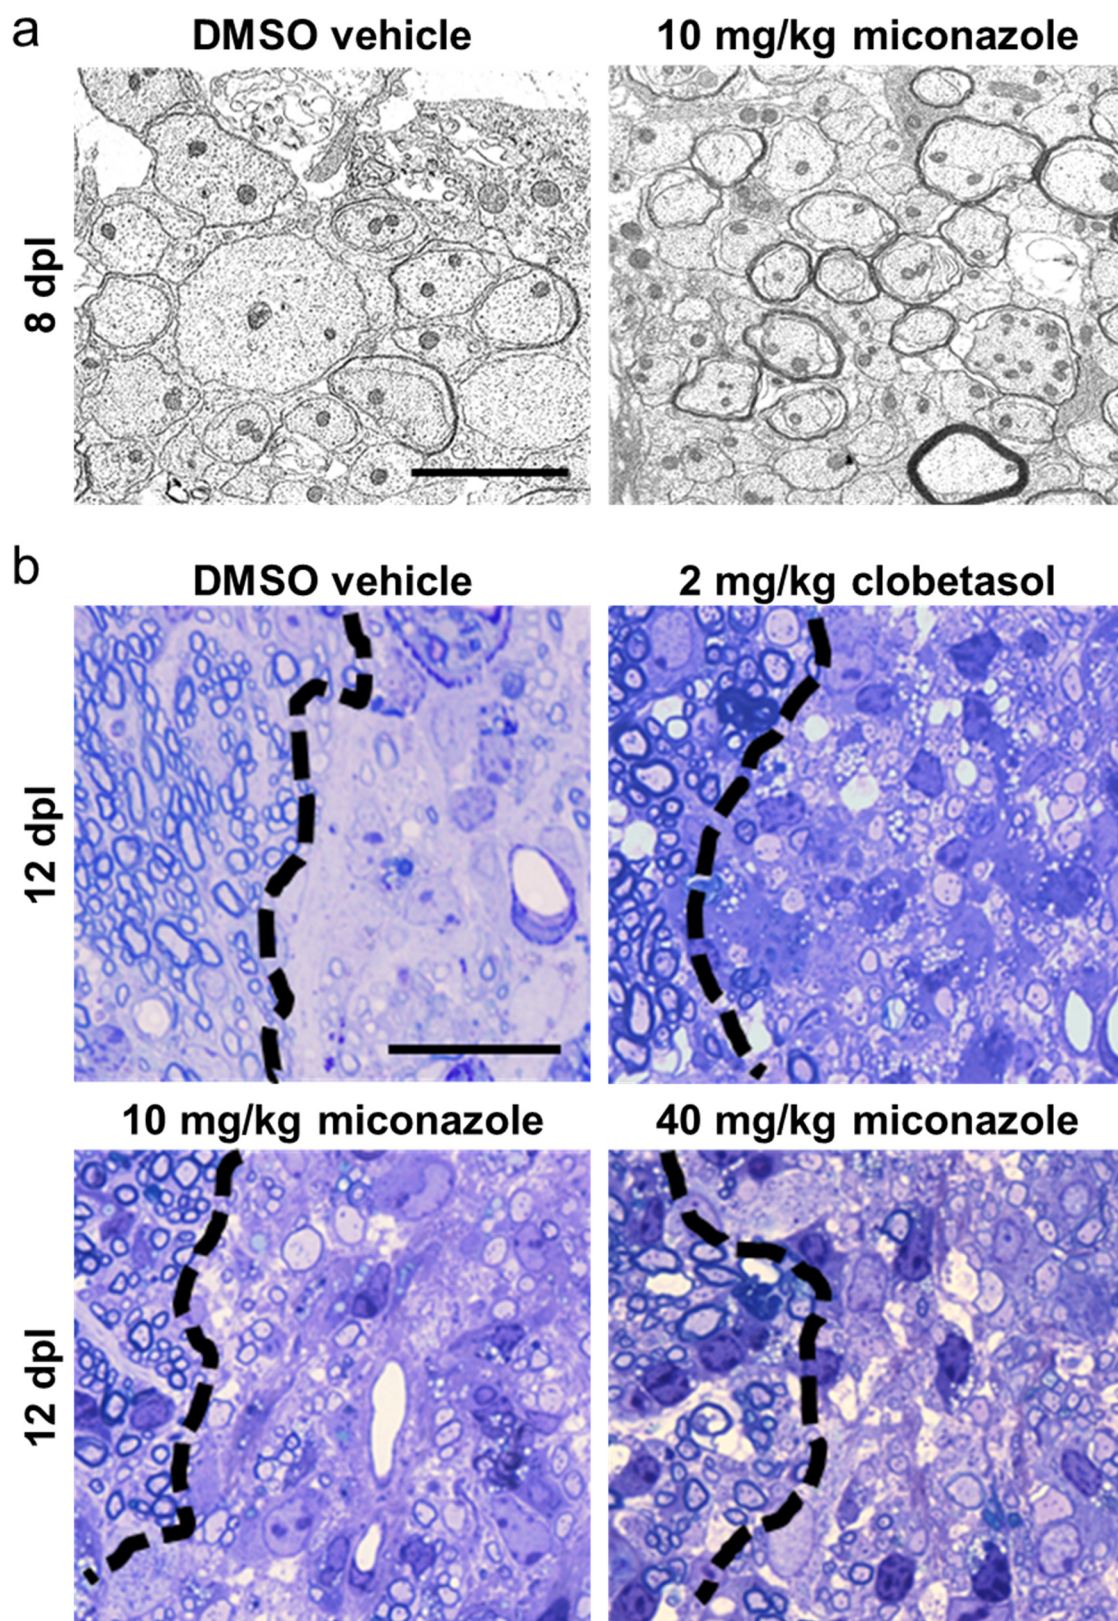 a
DMSO vehicle
10 mg/kg miconazole
8 dpl
b
DMSO vehicle
2 mg/kg clobetasol
12 dpl
10 mg/kg miconazole
40 mg/kg miconazole
12 dpl